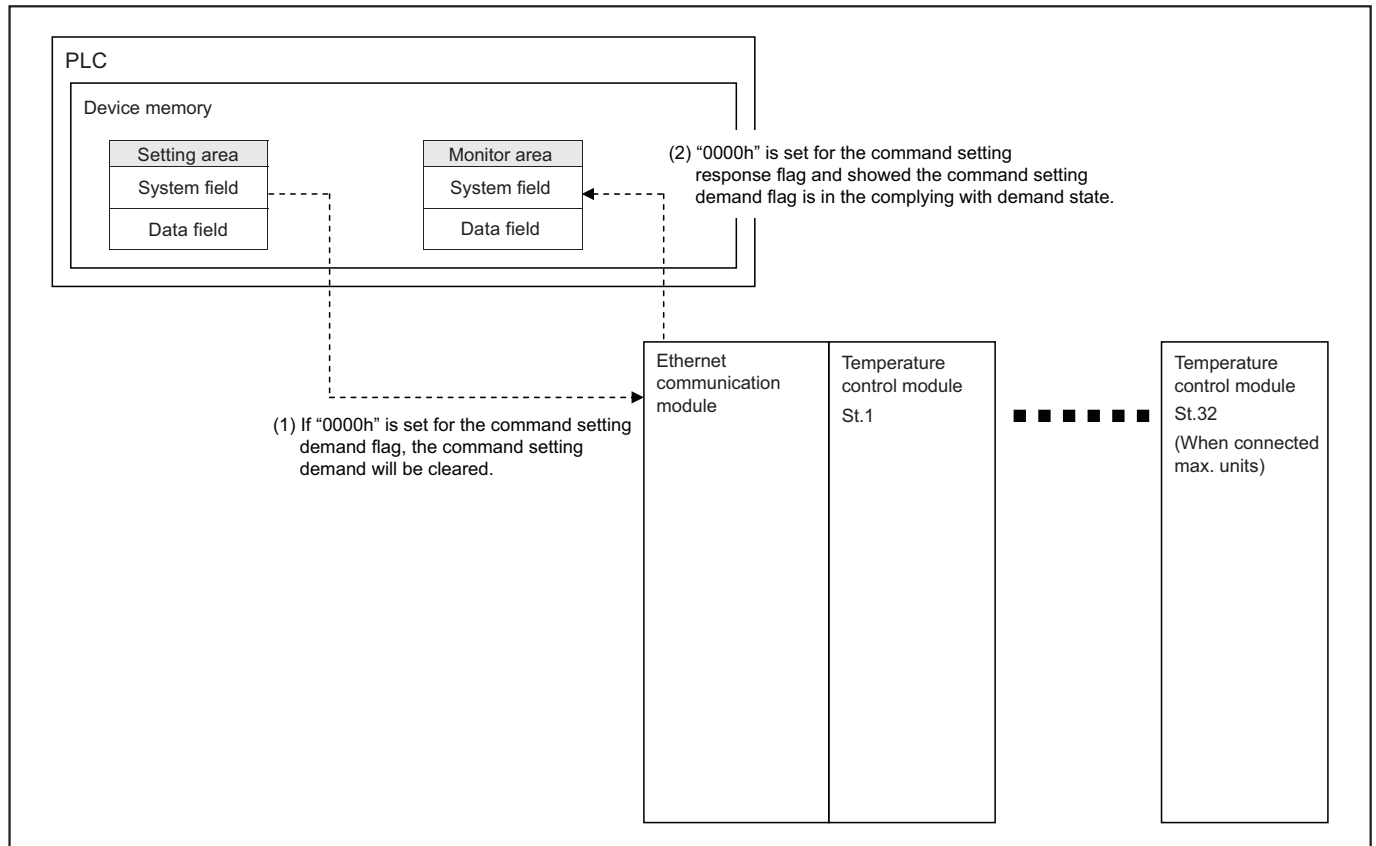 PLC
Device memory
Setting area
System field
Data field
Monitor area
System field
Data field
(2) “0000h” is set for the command setting
response flag and showed the command setting
demand flag is in the complying with demand state.
(1) If “0000h” is set for the command setting
demand flag, the command setting
demand will be cleared.
Ethernet
communication
module
Temperature
control module
St.1
Temperature
control module
St.32
(When connected
max. units)